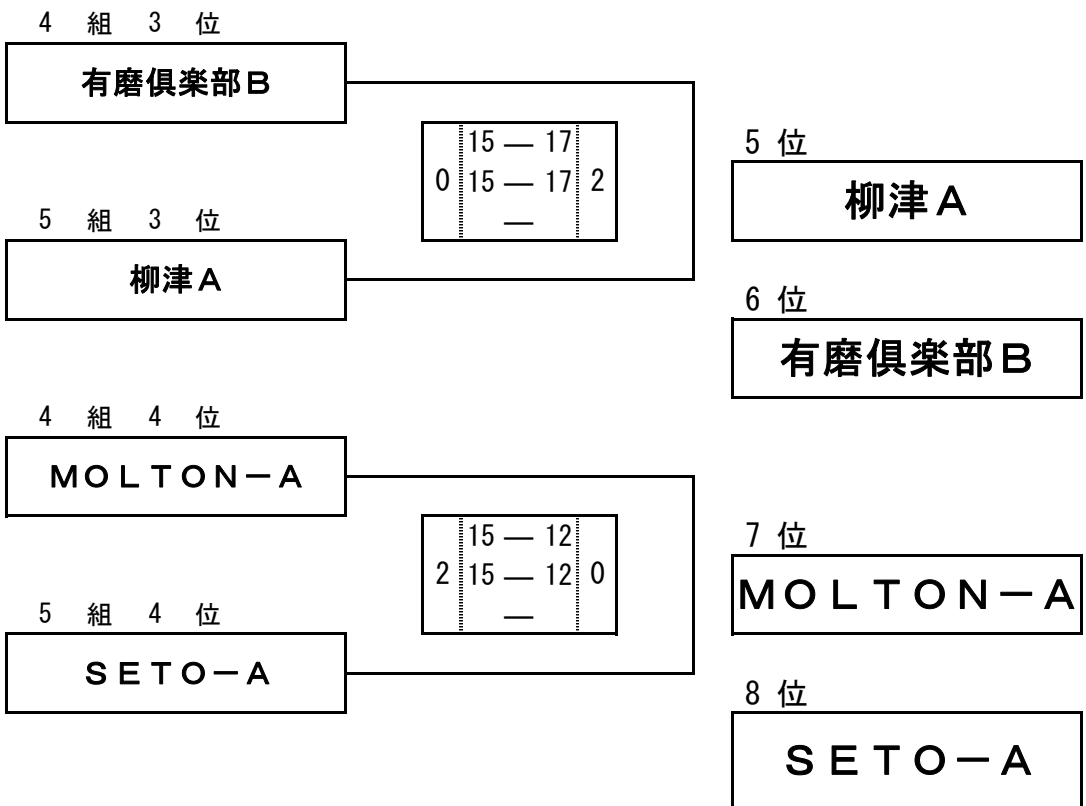 4 組 3 位
有磨倶楽部B
15 — 17
0 15 — 17 2
—
5 位
柳津A
5 組 3 位
柳津A
6 位
有磨倶楽部B
4 組 4 位
MOLTON－A
15 — 12
2 15 — 12 0
—
7 位
MOLTON－A
5 組 4 位
SETO－A
8 位
SETO－A